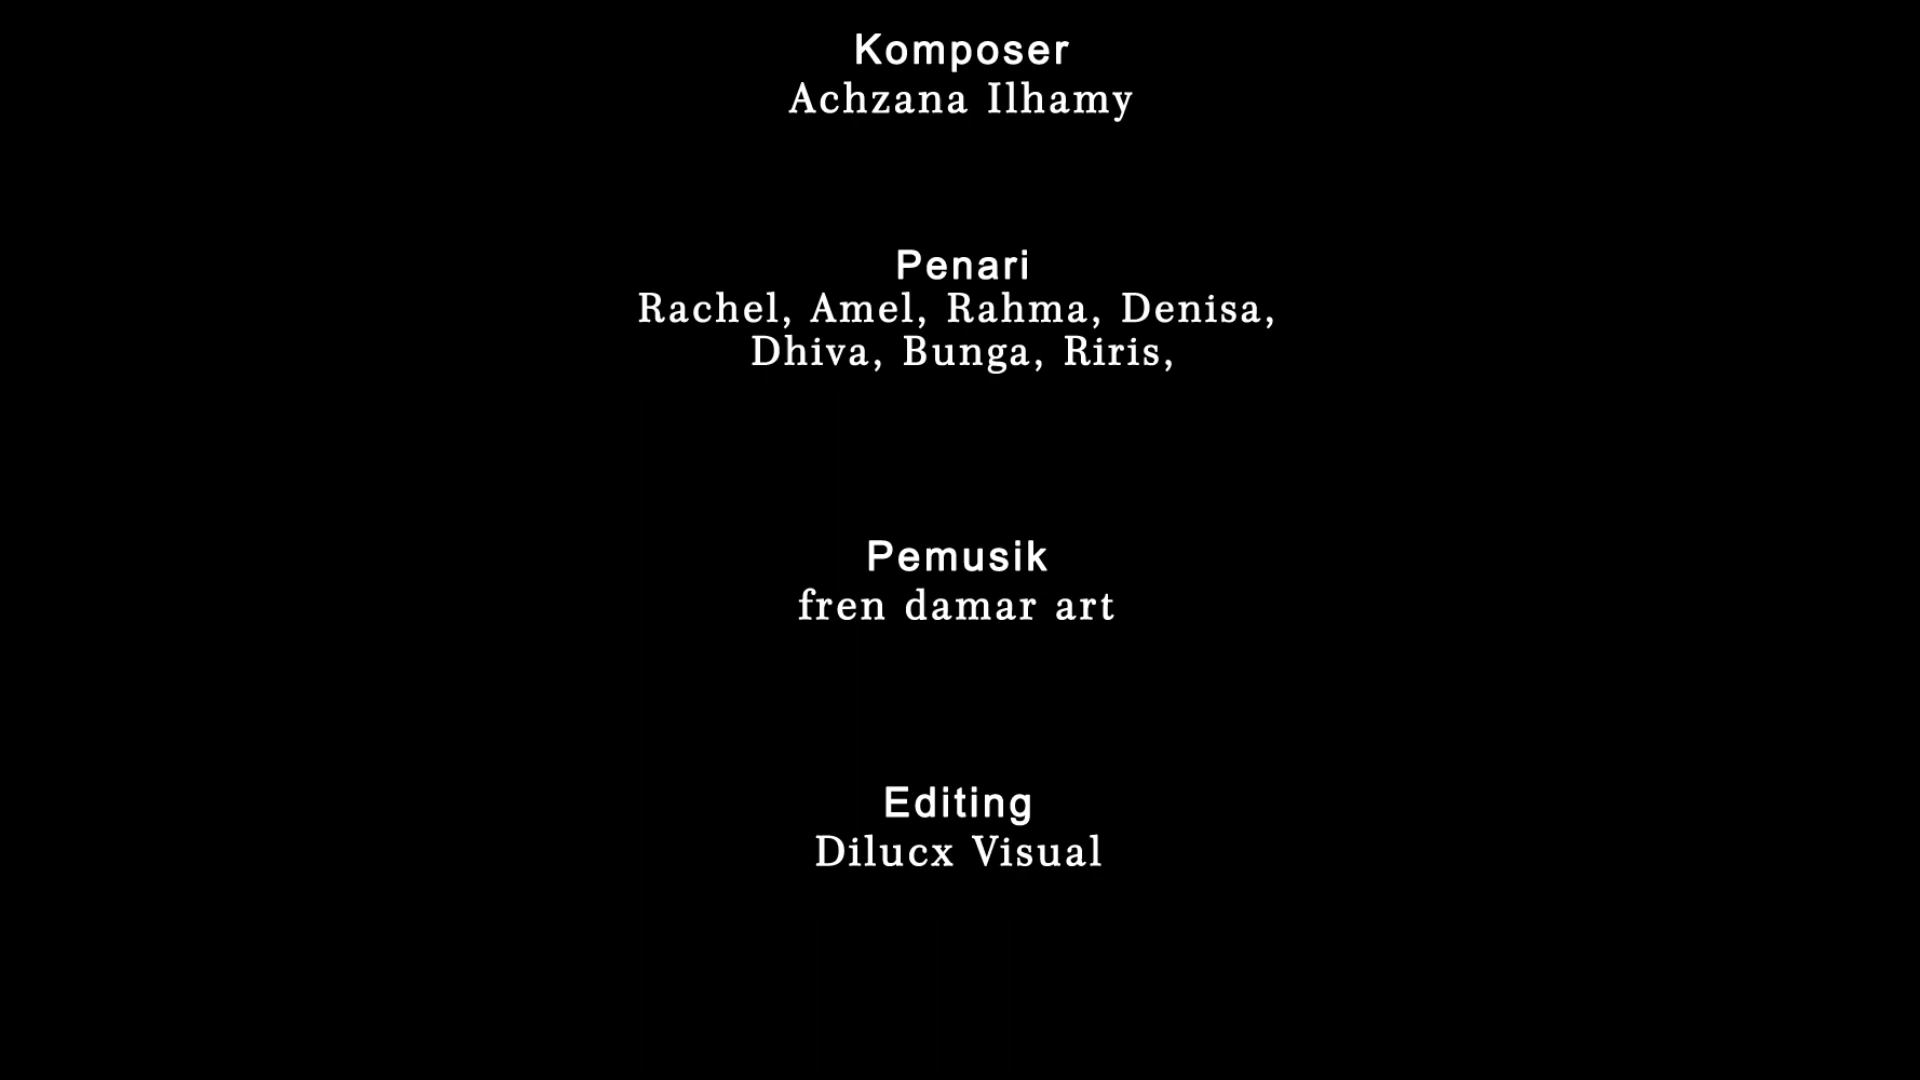 Komposer
Achzana Ilhamy
Penari
Rachel, Amel, Rahma, Denisa,
Dhiva, Bunga, Riris,
Pemusik
fren damar art
Editing
Dilucx Visual